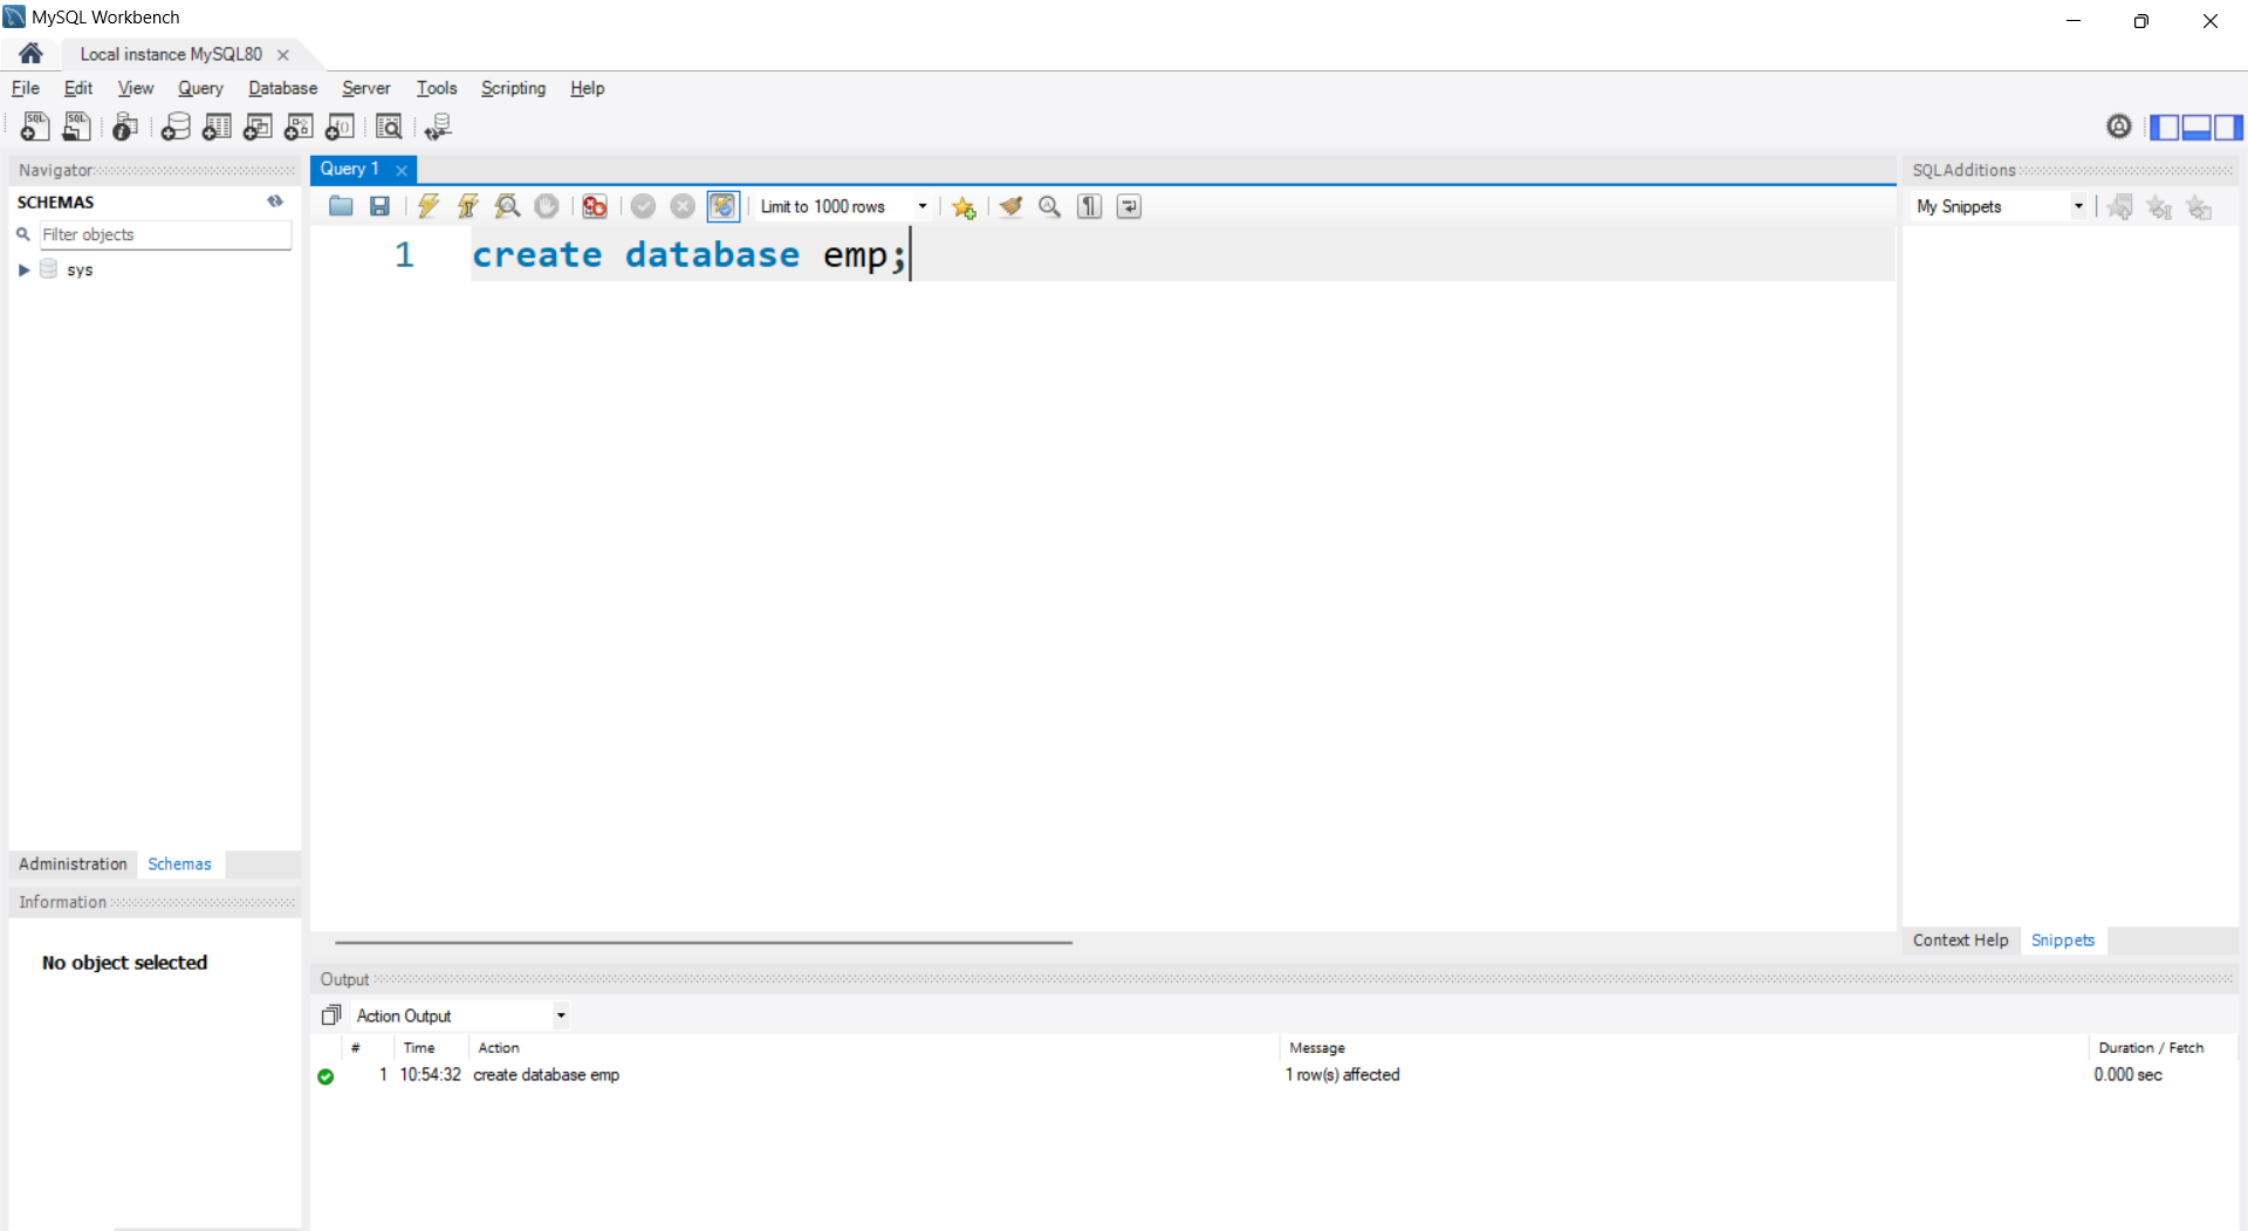 MySQL Workbench
Local instance MySQL80
File Edit View Query Database Server Tools Scripting Help
SQL SQL
Navigator
SCHEMAS
Filter objects
sys
Administration Schemas
Information
No object selected
Query 1
Limit to 1000 rows
1 create database emp;
Output
Action Output
# Time Action Message Duration / Fetch
1 10:54:32 create database emp 1 row(s) affected 0.000 sec
SQLAdditions
My Snippets
Context Help Snippets